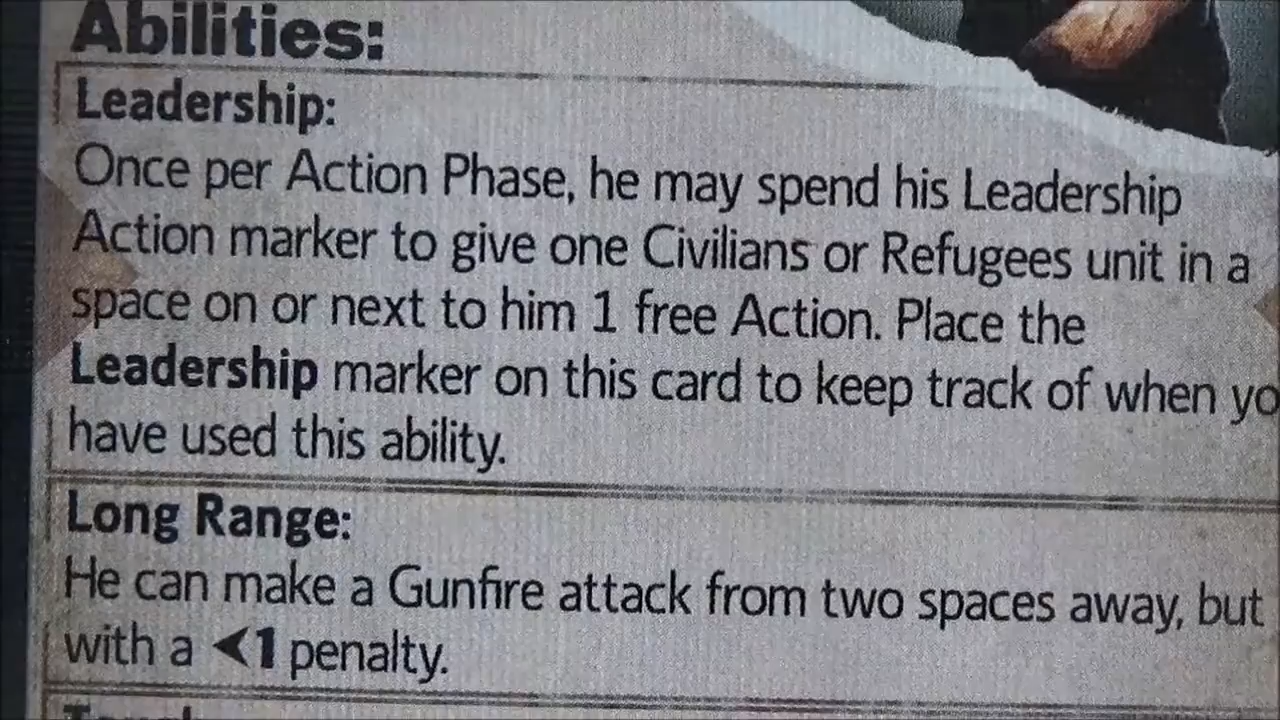 Abilities:
Leadership:
Once per Action Phase, he may spend his Leadership
Action marker to give one Civilians or Refugees unit in a
space on or next to him 1 free Action. Place the
Leadership marker on this card to keep track of when yo
have used this ability.
Long Range:
He can make a Gunfire attack from two spaces away, but
with a ⮜1 penalty.